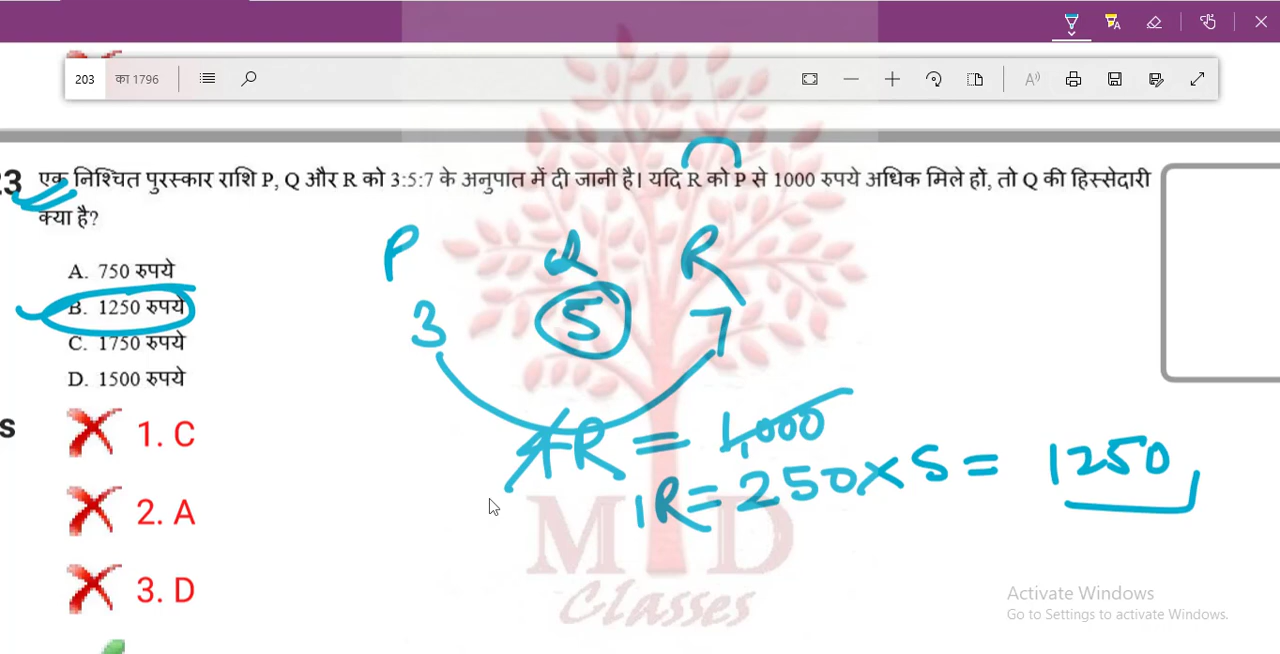 203 का 1796
23 एक निश्चित पुरस्कार राशि P, Q और R को 3:5:7 के अनुपात में दी जानी है। यदि R को P से 1000 रुपये अधिक मिले हों, तो Q की हिस्सेदारी
क्या है?
P Q R
A. 750 रुपये
B. 1250 रुपये
3 5 7
C. 1750 रुपये
D. 1500 रुपये
s
1. C
4R = 1,000
1R = 250 × 5 = 1250
2. A
MD
Classes
3. D
Activate Windows
Go to Settings to activate Windows.